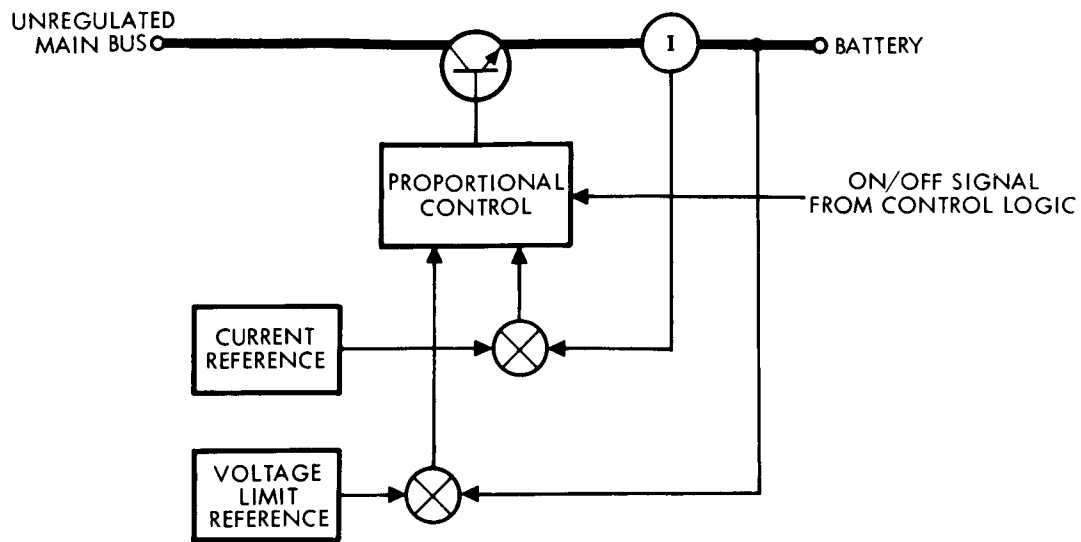 UNREGULATED
MAIN BUS
I
BATTERY
PROPORTIONAL
CONTROL
ON/OFF SIGNAL
FROM CONTROL LOGIC
CURRENT
REFERENCE
VOLTAGE
LIMIT
REFERENCE